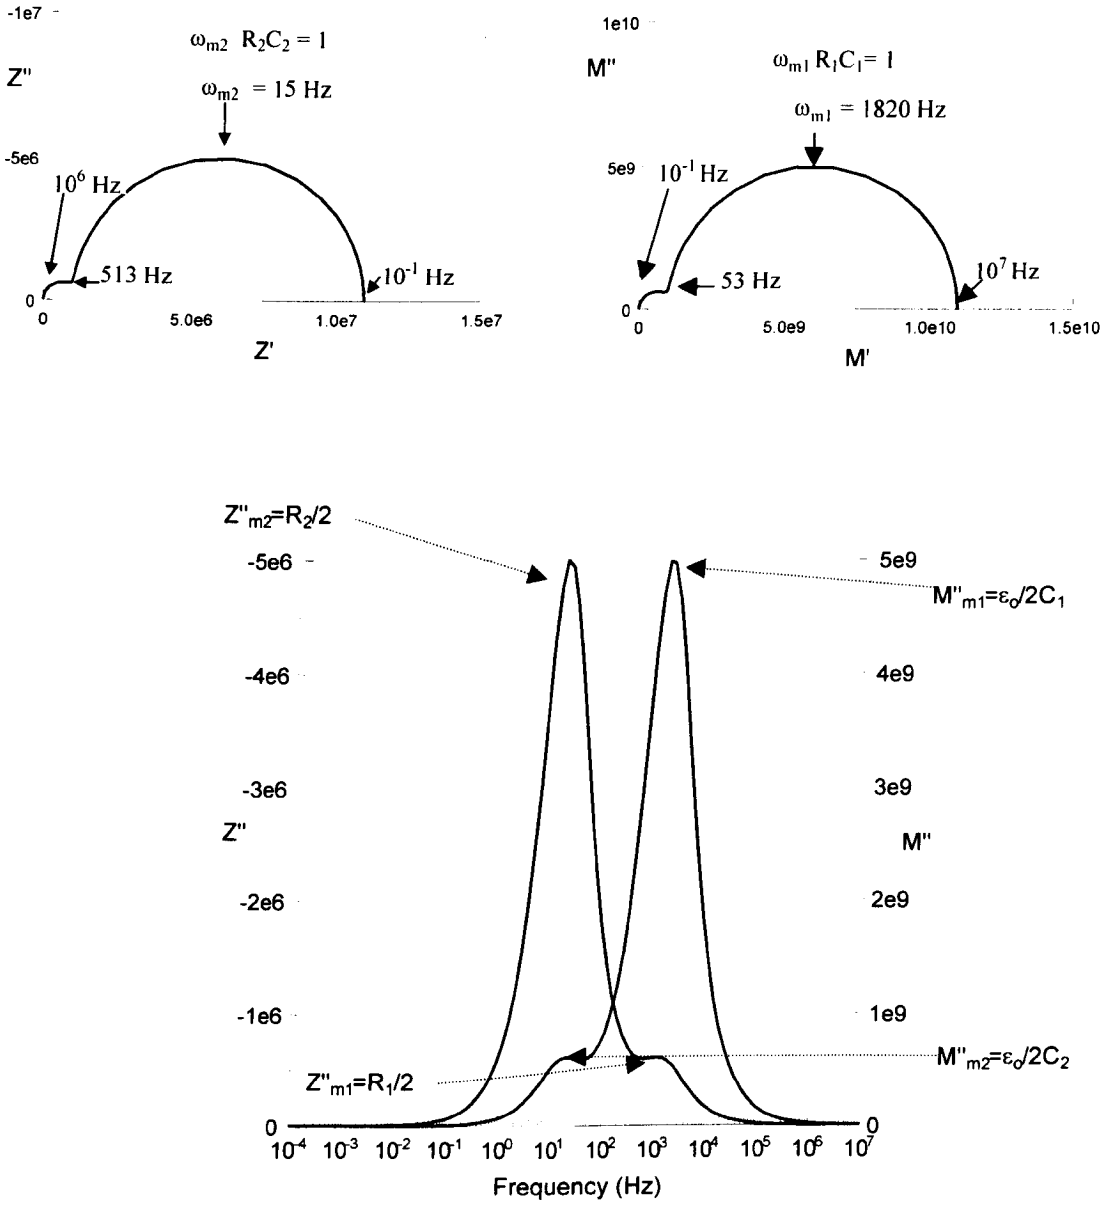 -1e7
Z"
ωm2 R2C2 = 1
ωm2 = 15 Hz
-5e6
10^6 Hz
513 Hz
10^-1 Hz
0
0
5.0e6
1.0e7
1.5e7
Z'
1e10
M"
ωm1 R1C1= 1
ωm1 = 1820 Hz
5e9
10^-1 Hz
53 Hz
10^7 Hz
0
0
5.0e9
1.0e10
1.5e10
M'
Z"m2=R2/2
-5e6
5e9
M"m1=εo/2C1
-4e6
4e9
-3e6
3e9
Z"
M"
-2e6
2e9
-1e6
1e9
M"m2=εo/2C2
Z"m1=R1/2
0
0
10^-4 10^-3 10^-2 10^-1 10^0 10^1 10^2 10^3 10^4 10^5 10^6 10^7
Frequency (Hz)